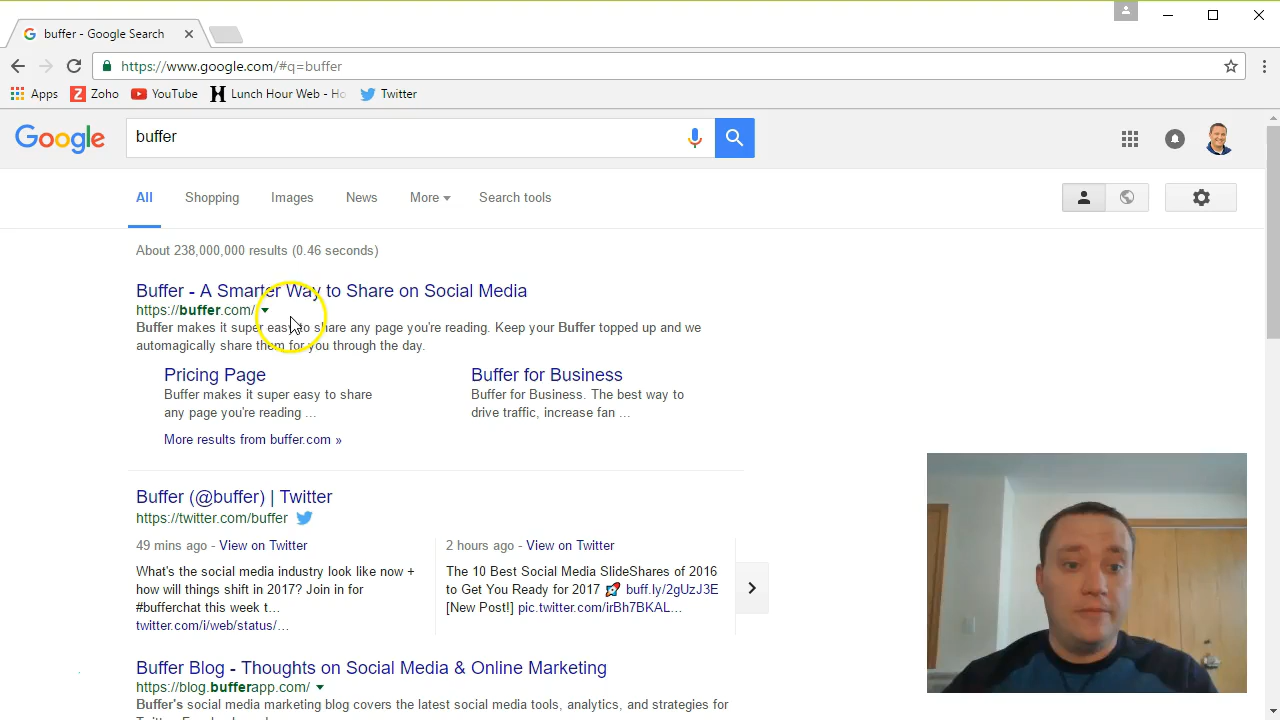 buffer - Google Search
https://www.google.com/#q=buffer
Apps Zoho YouTube Lunch Hour Web - Ho Twitter
Google buffer
All Shopping Images News More Search tools
About 238,000,000 results (0.46 seconds)
Buffer - A Smarter Way to Share on Social Media
https://buffer.com/
Buffer makes it super easy to share any page you're reading. Keep your Buffer topped up and we
automagically share them for you through the day.
Pricing Page
Buffer makes it super easy to share
any page you're reading ...
Buffer for Business
Buffer for Business. The best way to
drive traffic, increase fan ...
More results from buffer.com »
Buffer (@buffer) | Twitter
https://twitter.com/buffer
49 mins ago - View on Twitter
What's the social media industry look like now +
how will things shift in 2017? Join in for
#bufferchat this week t...
twitter.com/i/web/status/...
2 hours ago - View on Twitter
The 10 Best Social Media SlideShares of 2016
to Get You Ready for 2017 🚀 buff.ly/2gUzJ3E
[New Post!] pic.twitter.com/irBh7BKAL...
Buffer Blog - Thoughts on Social Media & Online Marketing
https://blog.bufferapp.com/
Buffer's social media marketing blog covers the latest social media tools, analytics, and strategies for